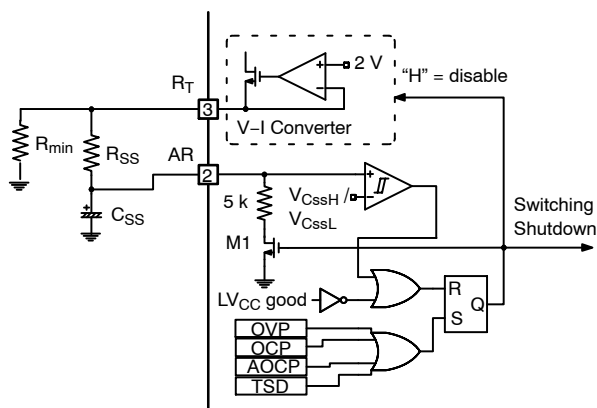 R_T
3
2 V
+
−
V−I Converter
"H" = disable
R_min
R_SS
AR
2
+
C_SS
5 k
V_CssH /
V_CssL
+
−
M1
Switching
Shutdown
LV_CC good
R
S
Q
OVP
OCP
AOCP
TSD